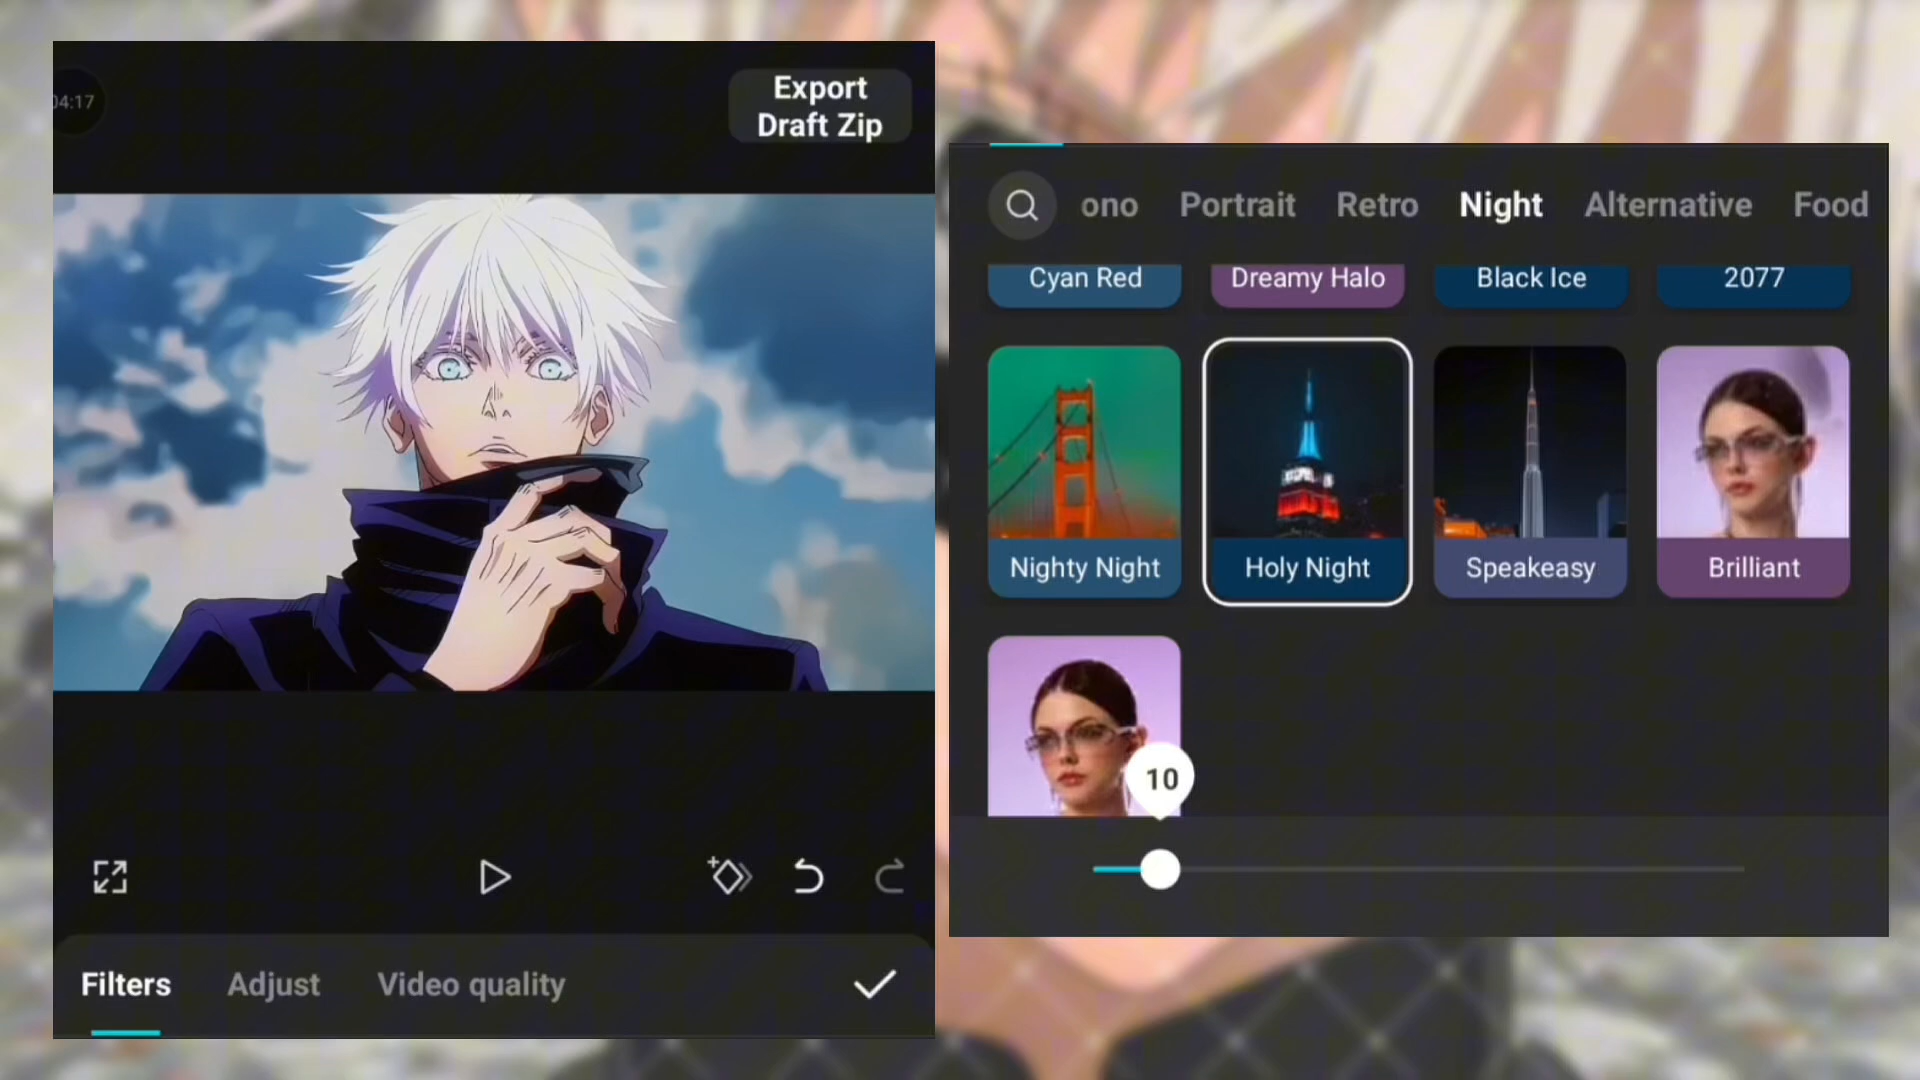 04:17
Export
Draft Zip
Filters
Adjust
Video quality
ono
Portrait
Retro
Night
Alternative
Food
Cyan Red
Dreamy Halo
Black Ice
2077
Nighty Night
Holy Night
Speakeasy
Brilliant
10